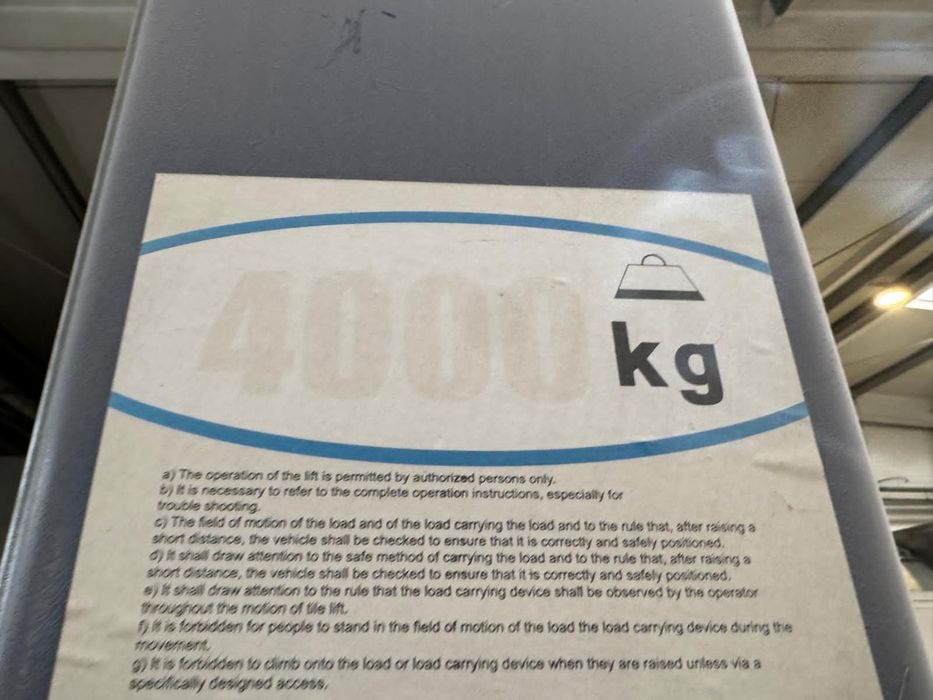 4000
kg
a) The operation of the lift is permitted by authorized persons only.
b) It is necessary to refer to the complete operation instructions, especially for
trouble shooting.
c) The field of motion of the load and of the load carrying the load and to the rule that, after raising a
short distance, the vehicle shall be checked to ensure that it is correctly and safely positioned.
d) It shall draw attention to the safe method of carrying the load and to the rule that, after raising a
short distance, the vehicle shall be checked to ensure that it is correctly and safely positioned.
e) It shall draw attention to the rule that the load carrying device shall be observed by the operator
throughout the motion of tile lift.
f) It is forbidden for people to stand in the field of motion of the load the load carrying device during the
movement.
g) It is forbidden to climb onto the load or load carrying device when they are raised unless via a
specifically designed access.